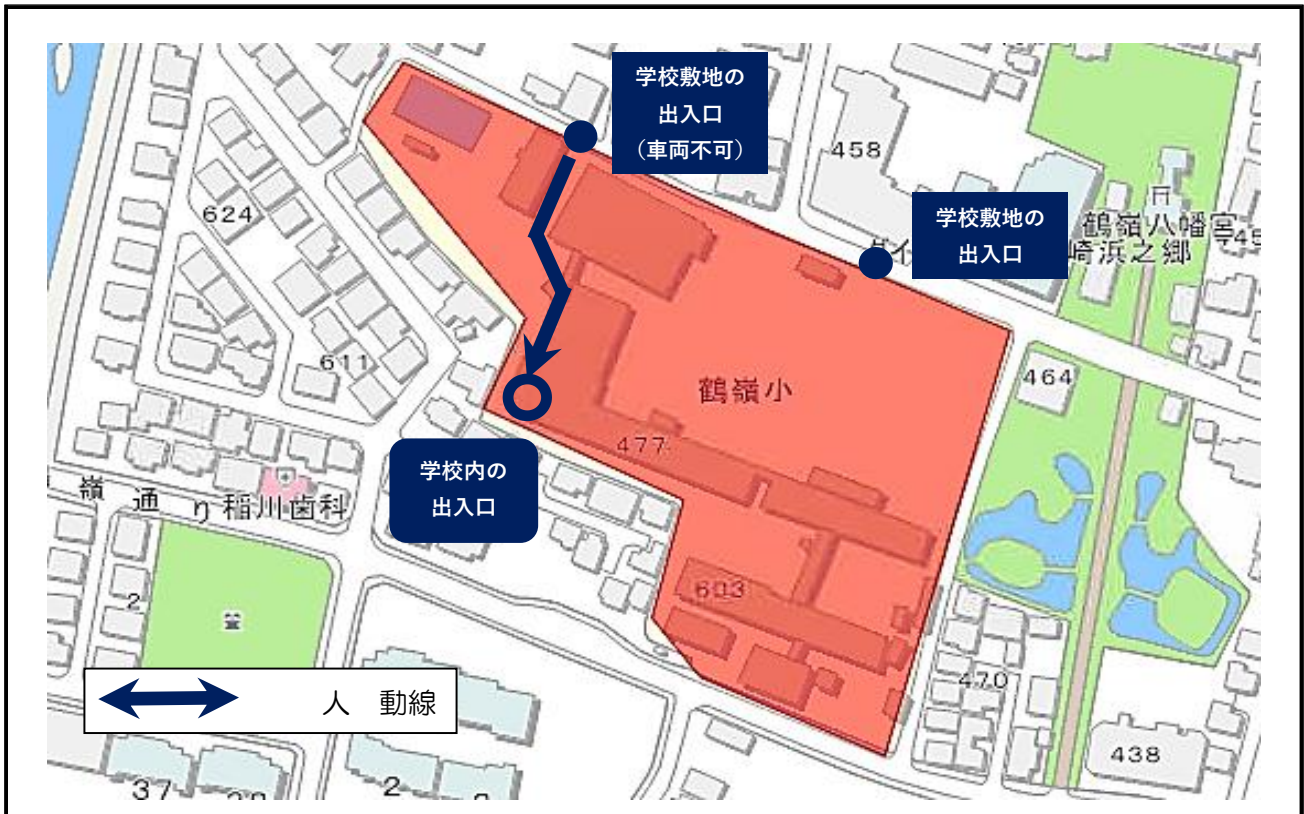 学校敷地の
出入口
（車両不可）
458
学校敷地の
出入口
鶴嶺八幡宮
崎浜之郷
624
611
鶴嶺小
464
477
学校内の
出入口
嶺通り
稲川歯科
603
2
470
438
人　動線
37
2